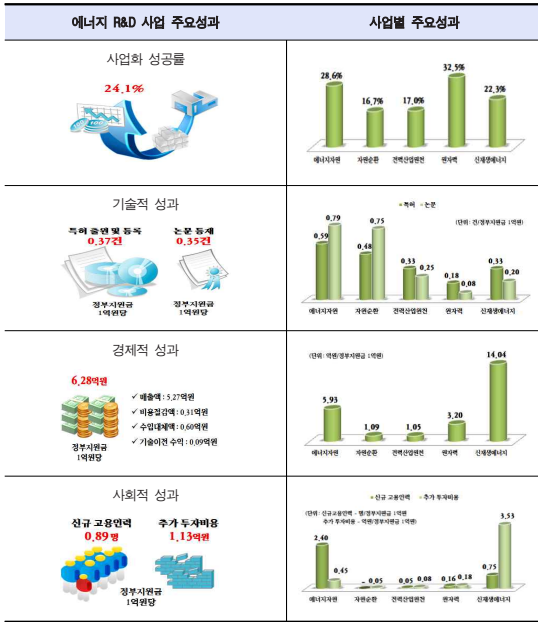 에너지 R&D 사업 주요성과
사업별 주요성과
사업화 성공률
24.1%
28.6%
16.7%
17.0%
32.5%
22.3%
에너지자원
자원순환
전력산업원천
원자력
신재생에너지
기술적 성과
특허 출원 및 등록
0.37건
논문 등재
0.35건
정부지원금
1억원당
정부지원금
1억원당
특허 논문
(단위: 건/정부지원금 1억원)
0.59
0.79
0.48
0.75
0.33
0.25
0.18
0.08
0.33
0.20
에너지자원
자원순환
전력산업원천
원자력
신재생에너지
경제적 성과
6.28억원
✓ 매출액 : 5.27억원
✓ 비용절감액 : 0.31억원
✓ 수입대체액 : 0.60억원
✓ 기술이전 수익 : 0.09억원
정부지원금
1억원당
(단위: 억원/정부지원금 1억원)
5.93
1.09
1.05
3.20
14.04
에너지자원
자원순환
전력산업원천
원자력
신재생에너지
사회적 성과
신규 고용인력
0.89명
추가 투자비용
1.13억원
정부지원금
1억원당
신규 고용인력 추가 투자비용
(단위: 신규고용인력 - 명/정부지원금 1억원
추가 투자비용 - 억원/정부지원금 1억원)
2.40
0.45
- 0.05
0.05 0.08
0.16 0.18
0.75
3.53
에너지자원
자원순환
전력산업원천
원자력
신재생에너지